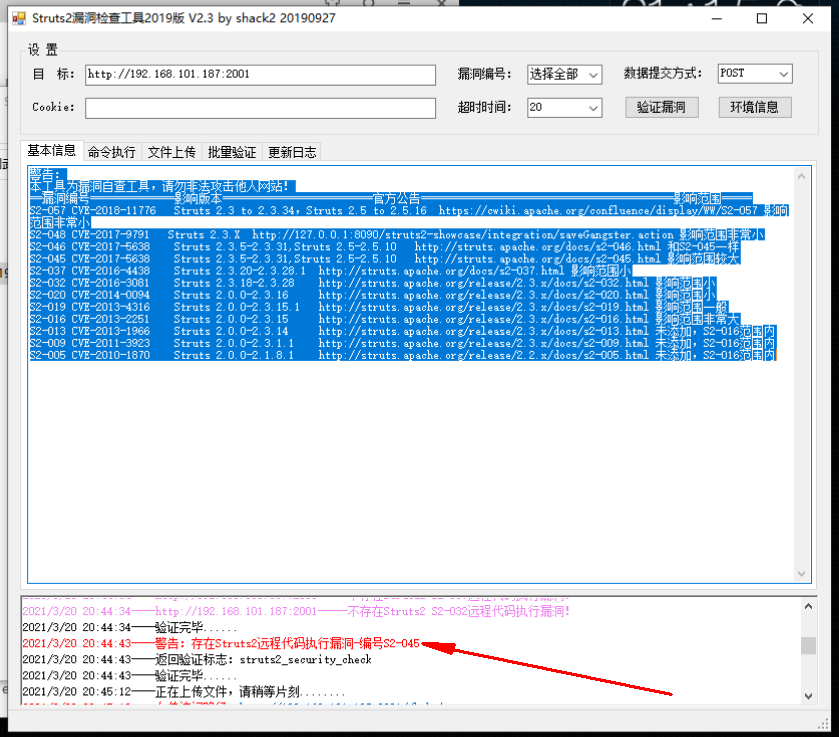 Struts2漏洞检查工具2019版 V2.3 by shack2 20190927
设 置
目 标: http://192.168.101.187:2001 漏洞编号: 选择全部 数据提交方式: POST
Cookie: 超时时间: 20 验证漏洞 环境信息
基本信息 命令执行 文件上传 批量验证 更新日志
警告:
本工具为漏洞自查工具，请勿非法攻击他人网站!
═漏洞编号════════影响版本══════════════官方公告════════════════════════影响范围════
S2-057 CVE-2018-11776 Struts 2.3 to 2.3.34，Struts 2.5 to 2.5.16 https://cwiki.apache.org/confluence/display/WW/S2-057 影响
范围非常小
S2-048 CVE-2017-9791 Struts 2.3.X http://127.0.0.1:8090/struts2-showcase/integration/saveGangster.action 影响范围非常小
S2-046 CVE-2017-5638 Struts 2.3.5-2.3.31,Struts 2.5-2.5.10 http://struts.apache.org/docs/s2-046.html 和S2-045一样
S2-045 CVE-2017-5638 Struts 2.3.5-2.3.31,Struts 2.5-2.5.10 http://struts.apache.org/docs/s2-045.html 影响范围较大
S2-037 CVE-2016-4438 Struts 2.3.20-2.3.28.1 http://struts.apache.org/docs/s2-037.html 影响范围小
S2-032 CVE-2016-3081 Struts 2.3.18-2.3.28 http://struts.apache.org/release/2.3.x/docs/s2-032.html 影响范围小
S2-020 CVE-2014-0094 Struts 2.0.0-2.3.16 http://struts.apache.org/release/2.3.x/docs/s2-020.html 影响范围小
S2-019 CVE-2013-4316 Struts 2.0.0-2.3.15.1 http://struts.apache.org/release/2.3.x/docs/s2-019.html 影响范围一般
S2-016 CVE-2013-2251 Struts 2.0.0-2.3.15 http://struts.apache.org/release/2.3.x/docs/s2-016.html 影响范围非常大
S2-013 CVE-2013-1966 Struts 2.0.0-2.3.14 http://struts.apache.org/release/2.3.x/docs/s2-013.html 未添加，S2-016范围内
S2-009 CVE-2011-3923 Struts 2.0.0-2.3.1.1 http://struts.apache.org/release/2.3.x/docs/s2-009.html 未添加，S2-016范围内
S2-005 CVE-2010-1870 Struts 2.0.0-2.1.8.1 http://struts.apache.org/release/2.2.x/docs/s2-005.html 未添加，S2-016范围内
2021/3/20 20:44:34——http://192.168.101.187:2001——不存在Struts2 S2-032远程代码执行漏洞!
2021/3/20 20:44:34——验证完毕......
2021/3/20 20:44:43——警告: 存在Struts2远程代码执行漏洞-编号S2-045
2021/3/20 20:44:43——返回验证标志: struts2_security_check
2021/3/20 20:44:43——验证完毕......
2021/3/20 20:45:12——正在上传文件，请稍等片刻........